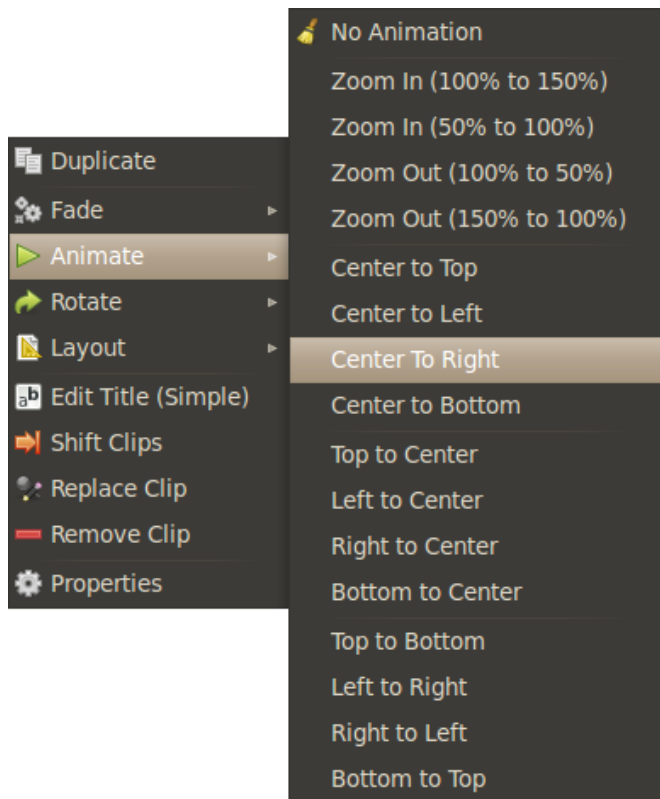 Duplicate
Fade
Animate
Rotate
Layout
ab Edit Title (Simple)
Shift Clips
Replace Clip
Remove Clip
Properties
No Animation
Zoom In (100% to 150%)
Zoom In (50% to 100%)
Zoom Out (100% to 50%)
Zoom Out (150% to 100%)
Center to Top
Center to Left
Center To Right
Center to Bottom
Top to Center
Left to Center
Right to Center
Bottom to Center
Top to Bottom
Left to Right
Right to Left
Bottom to Top